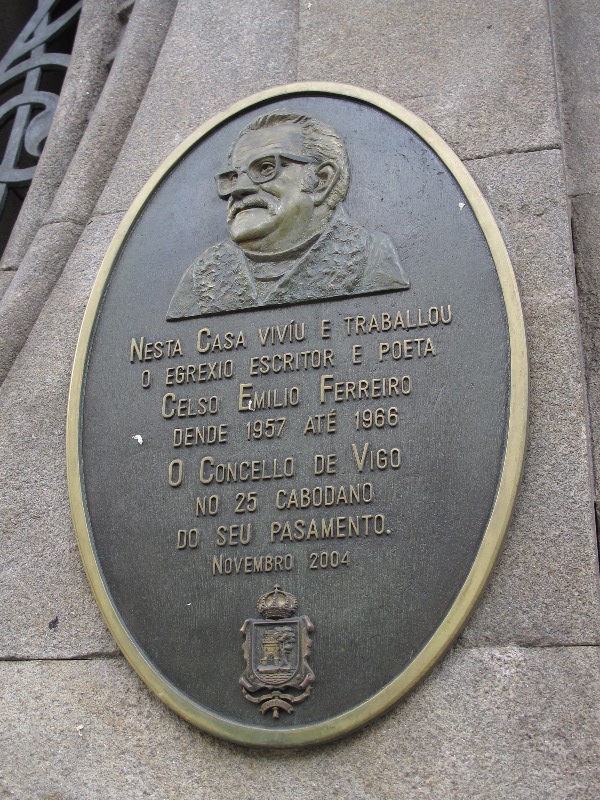 NESTA CASA VIVÍU E TRABALLOU
O EGREXIO ESCRITOR E POETA
CELSO EMILIO FERREIRO
DENDE 1957 ATÉ 1966
O CONCELLO DE VIGO
NO 25 CABODANO
DO SEU PASAMENTO.
NOVEMBRO 2004